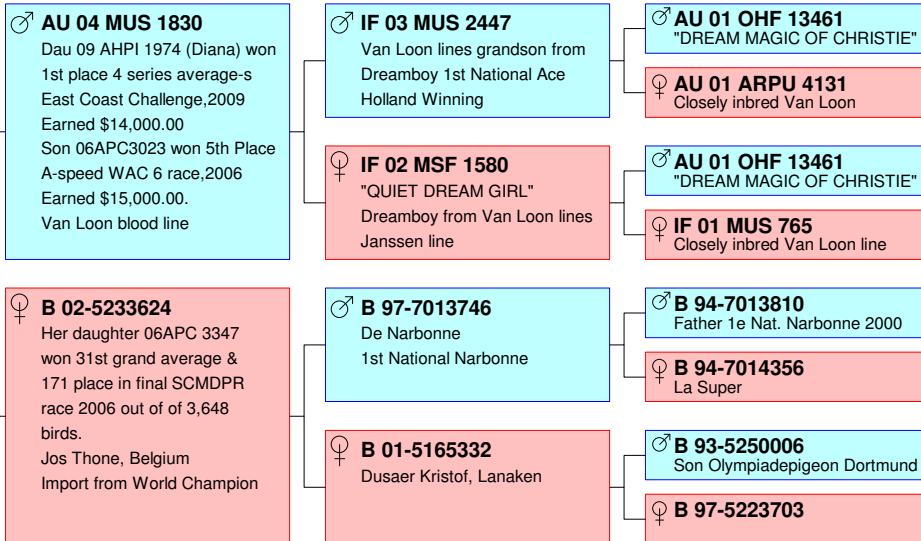 AU 04 MUS 1830
Dau 09 AHPI 1974 (Diana) won
1st place 4 series average-s
East Coast Challenge,2009
Earned $14,000.00
Son 06APC3023 won 5th Place
A-speed WAC 6 race,2006
Earned $15,000.00.
Van Loon blood line
B 02-5233624
Her daughter 06APC 3347
won 31st grand average &
171 place in final SCMDPR
race 2006 out of of 3,648
birds.
Jos Thone, Belgium
Import from World Champion
IF 03 MUS 2447
Van Loon lines grandson from
Dreamboy 1st National Ace
Holland Winning
IF 02 MSF 1580
"QUIET DREAM GIRL"
Dreamboy from Van Loon lines
Janssen line
B 97-7013746
De Narbonne
1st National Narbonne
B 01-5165332
Dusaer Kristof, Lanaken
AU 01 OHF 13461
"DREAM MAGIC OF CHRISTIE"
AU 01 ARPU 4131
Closely inbred Van Loon
AU 01 OHF 13461
"DREAM MAGIC OF CHRISTIE"
IF 01 MUS 765
Closely inbred Van Loon line
B 94-7013810
Father 1e Nat. Narbonne 2000
B 94-7014356
La Super
B 93-5250006
Son Olympiadepigeon Dortmund
B 97-5223703